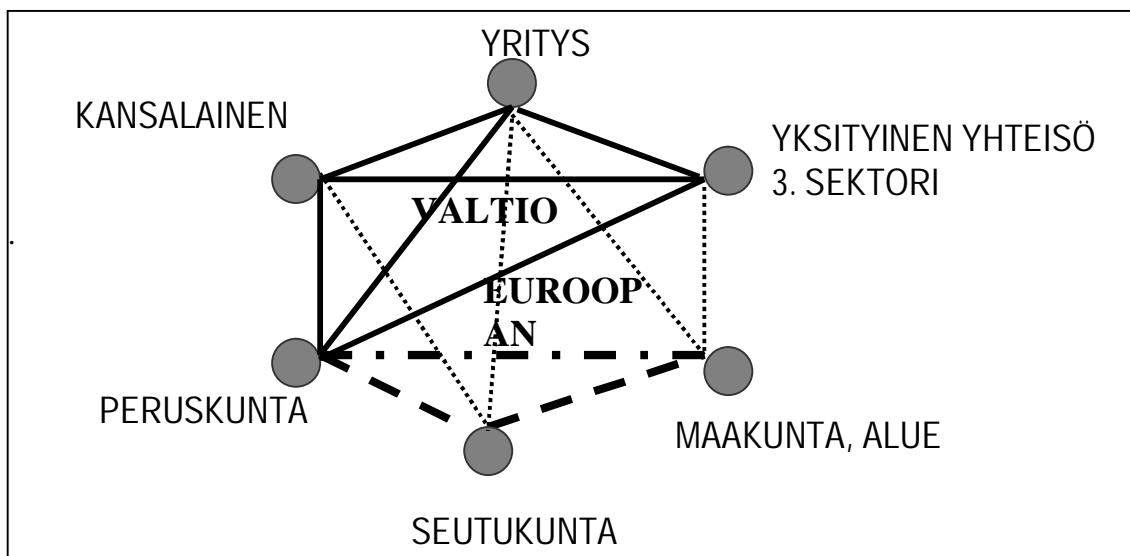 YRITYS
KANSALAINEN
YKSITYINEN YHTEISÖ
3. SEKTORI
VALTIO
EUROOP
AN
PERUSKUNTA
MAAKUNTA, ALUE
SEUTUKUNTA